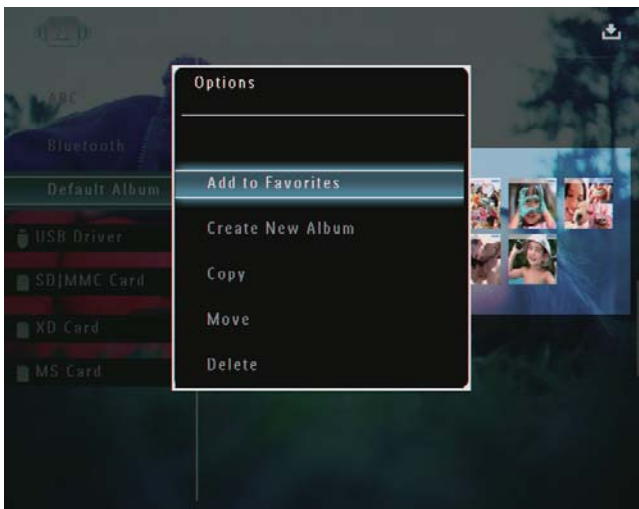 Options
Add to Favorites
Create New Album
Copy
Move
Delete
ABC
Bluetooth
Default Album
USB Driver
SD|MMC Card
XD Card
MS Card